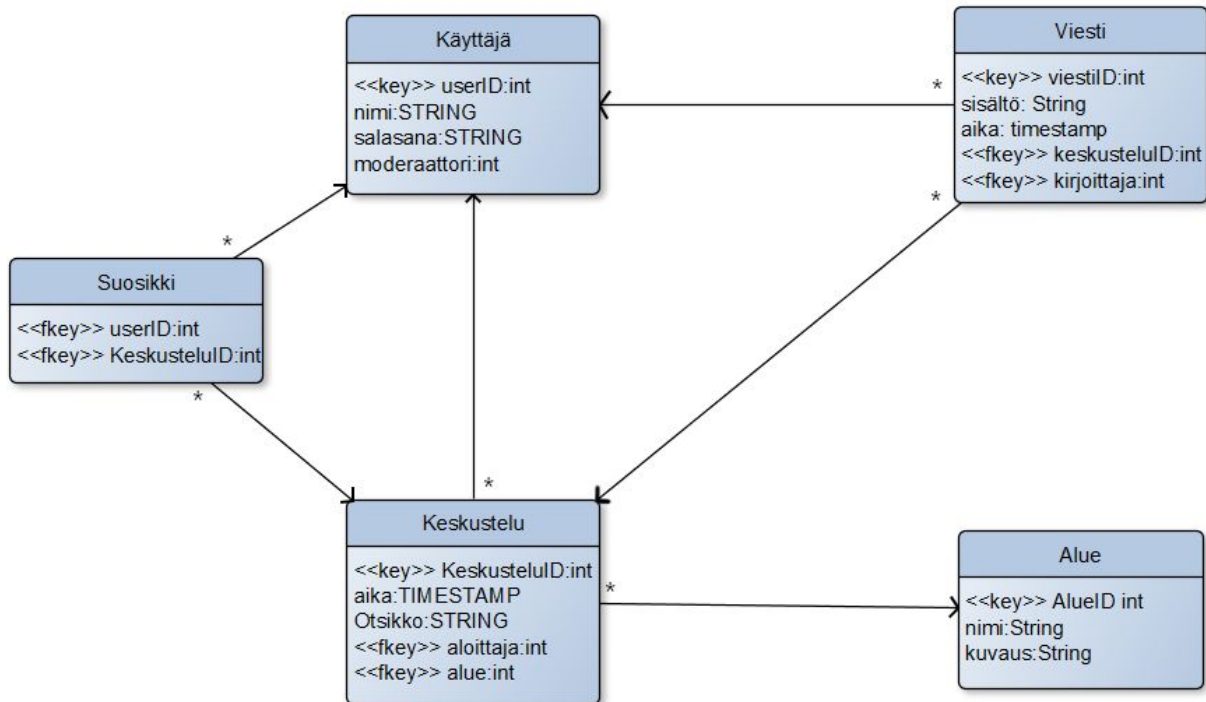 Käyttäjä
<<key>> userID:int
nimi:STRING
salasana:STRING
moderaattori:int
Viesti
<<key>> viestiID:int
sisältö: String
aika: timestamp
<<fkey>> keskusteluID:int
<<fkey>> kirjoittaja:int
*
*
*
Suosikki
<<fkey>> userID:int
<<fkey>> KeskusteluID:int
*
*
Keskustelu
<<key>> KeskusteluID:int
aika:TIMESTAMP
Otsikko:STRING
<<fkey>> aloittaja:int
<<fkey>> alue:int
*
Alue
<<key>> AlueID int
nimi:String
kuvaus:String